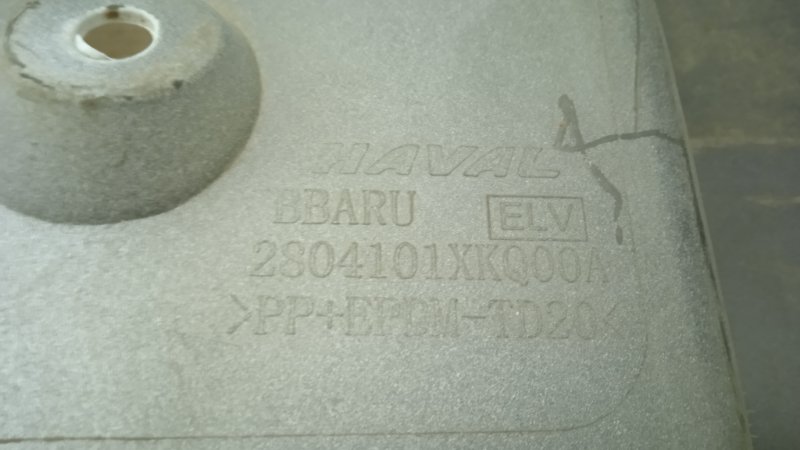 HAVAL
BBARU ELV
2804101XKQ00A
>PP+EPDM-TD20<